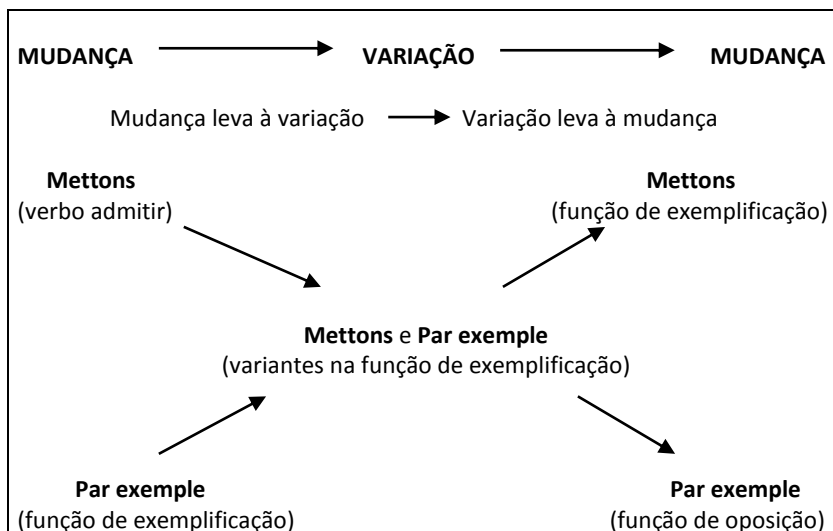 MUDANÇA VARIAÇÃO MUDANÇA
Mudança leva à variação Variação leva à mudança
Mettons Mettons
(verbo admitir) (função de exemplificação)
Mettons e Par exemple
(variantes na função de exemplificação)
Par exemple Par exemple
(função de exemplificação) (função de oposição)